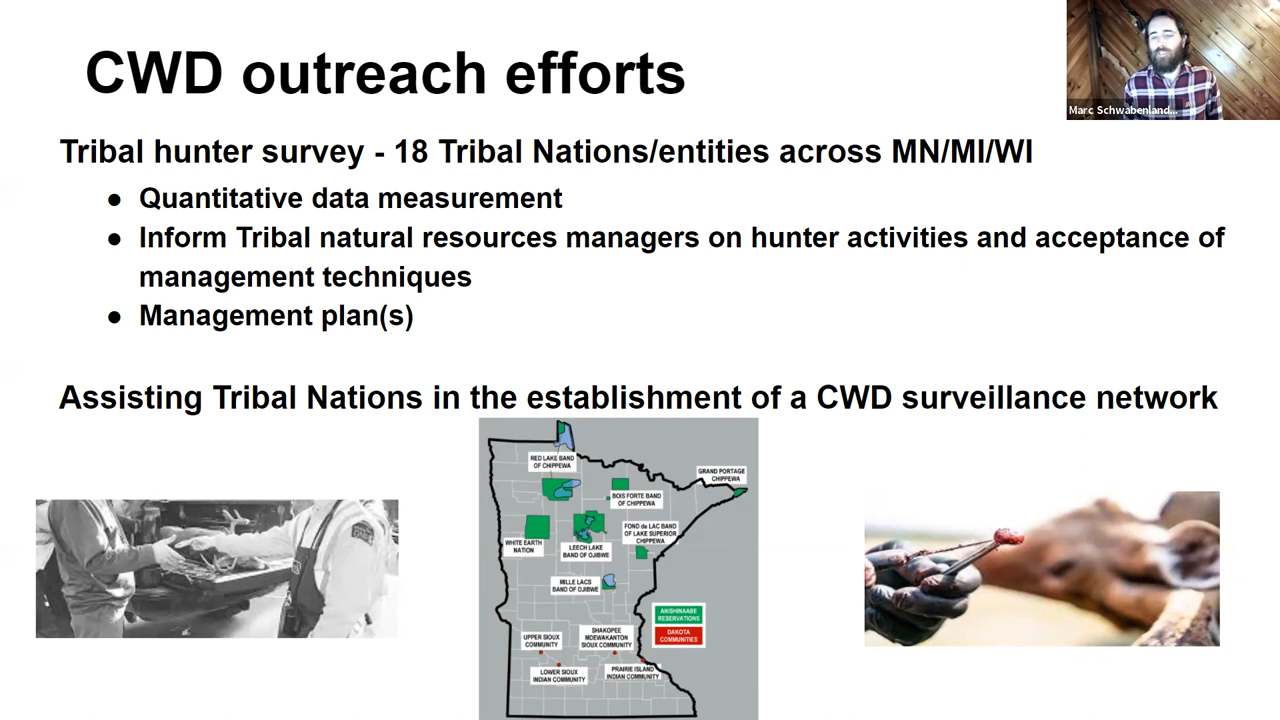 CWD outreach efforts
Marc Schwabenland...
Tribal hunter survey - 18 Tribal Nations/entities across MN/MI/WI
● Quantitative data measurement
● Inform Tribal natural resources managers on hunter activities and acceptance of
management techniques
● Management plan(s)
Assisting Tribal Nations in the establishment of a CWD surveillance network
RED LAKE BAND
OF CHIPPEWA
GRAND PORTAGE
CHIPPEWA
BOIS FORTE BAND
OF CHIPPEWA
FOND du LAC BAND
OF LAKE SUPERIOR
CHIPPEWA
WHITE EARTH
NATION
LEECH LAKE
BAND OF OJIBWE
MILLE LACS
BAND OF OJIBWE
ANISHINAABE
RESERVATIONS
DAKOTA
COMMUNITIES
UPPER SIOUX
COMMUNITY
SHAKOPEE
MDEWAKANTON
SIOUX COMMUNITY
LOWER SIOUX
INDIAN COMMUNITY
PRAIRIE ISLAND
INDIAN COMMUNITY